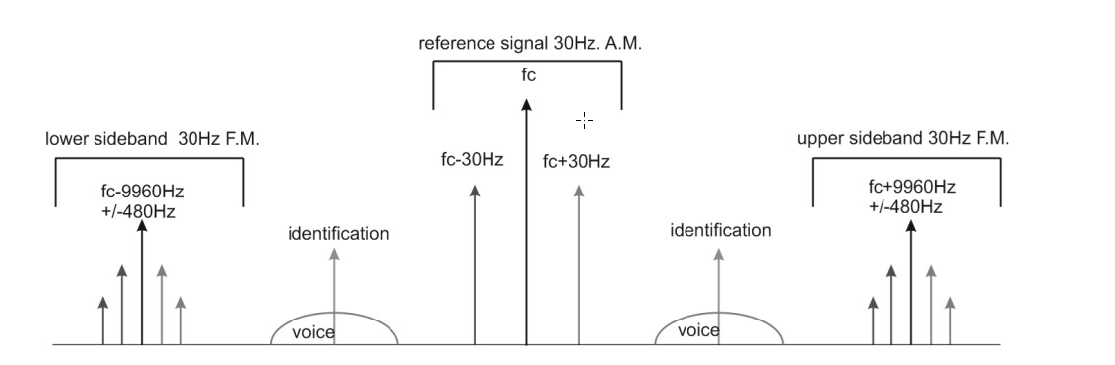 reference signal 30Hz. A.M.
fc
lower sideband 30Hz F.M.
upper sideband 30Hz F.M.
fc-30Hz
fc+30Hz
fc-9960Hz
+/-480Hz
fc+9960Hz
+/-480Hz
identification
identification
voice
voice